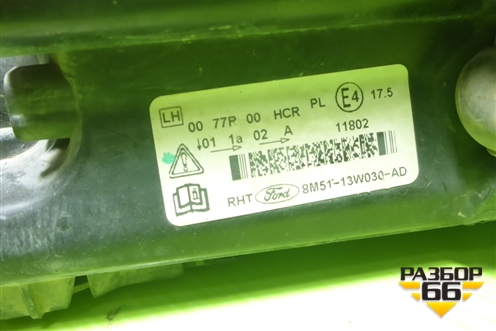 LH 00 77R 00 HCR PL E4 17.5
↓01 1a 02 A 11802
RHT Ford 8M51-13W030-AD
РАЗБОР
66